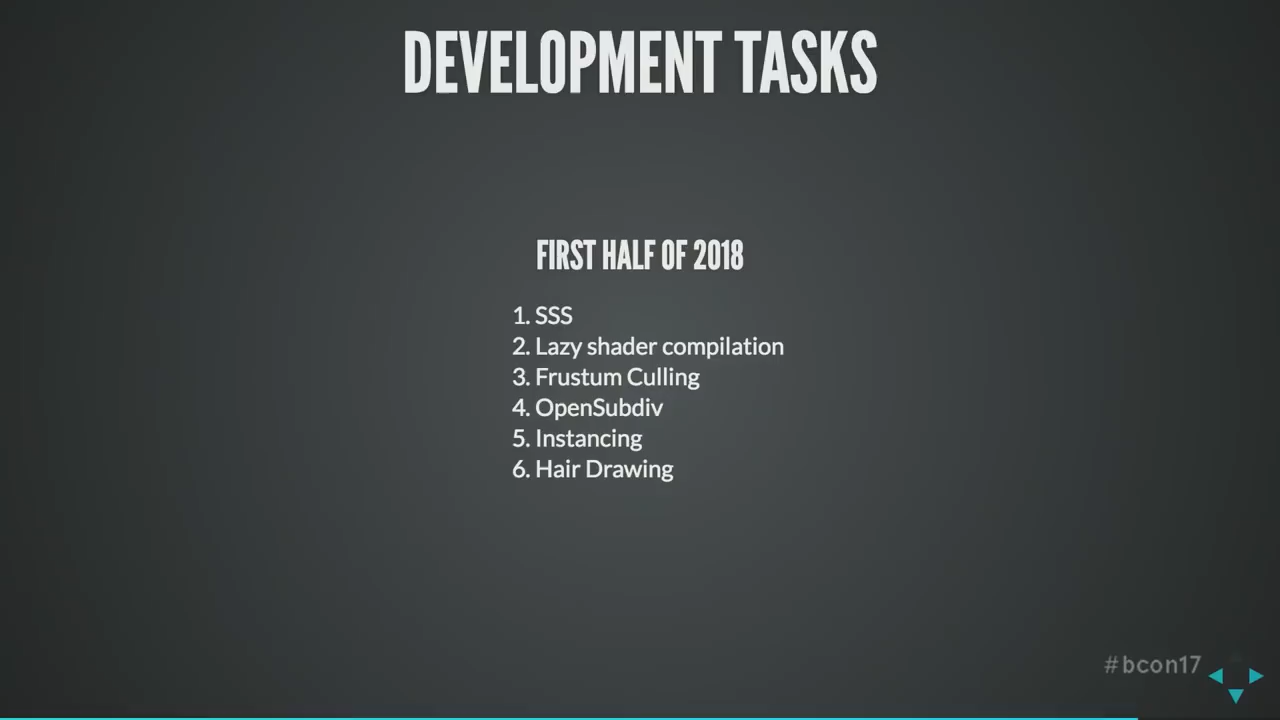 DEVELOPMENT TASKS
FIRST HALF OF 2018
1. SSS
2. Lazy shader compilation
3. Frustum Culling
4. OpenSubdiv
5. Instancing
6. Hair Drawing
#bcon17